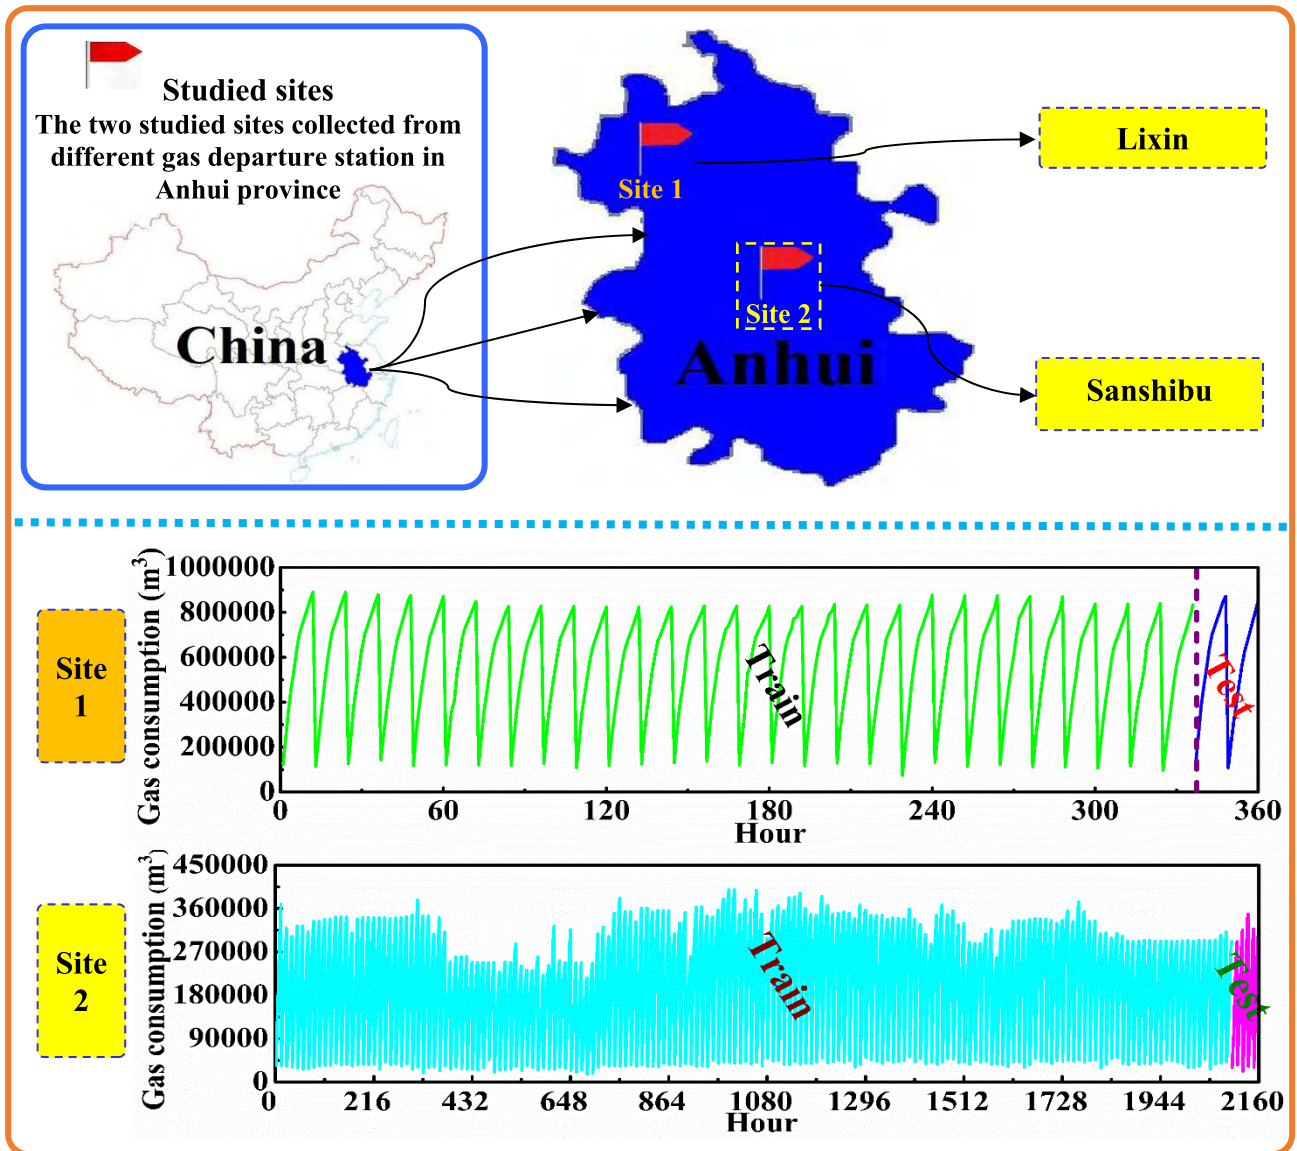 Studied sites
The two studied sites collected from
different gas departure station in
Anhui province
China
Site 1
Site 2
Anhui
Lixin
Sanshibu
Site
1
Gas consumption (m³)
1000000
800000
600000
400000
200000
0
Train
Test
0 60 120 180 240 300 360
Hour
Site
2
Gas consumption (m³)
450000
360000
270000
180000
90000
0
Train
Test
0 216 432 648 864 1080 1296 1512 1728 1944 2160
Hour